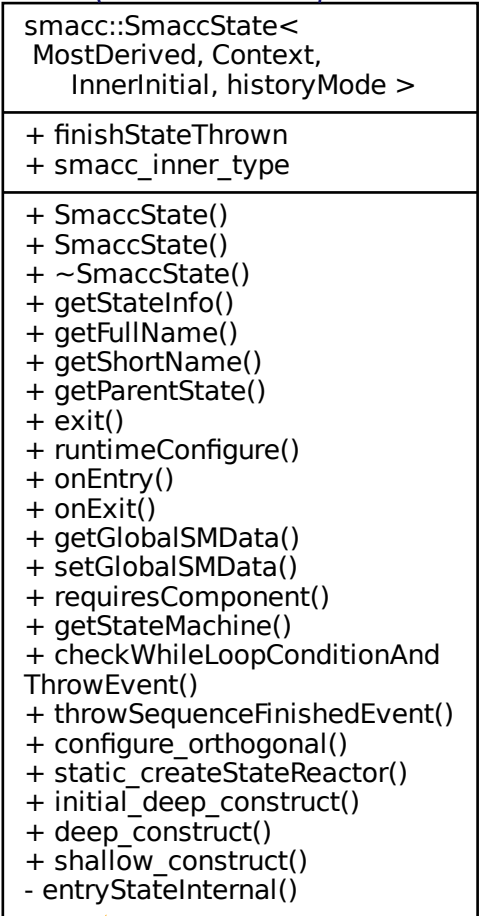 smacc::SmaccState<
MostDerived, Context,
InnerInitial, historyMode >
+ finishStateThrown
+ smacc_inner_type
+ SmaccState()
+ SmaccState()
+ ~SmaccState()
+ getStateInfo()
+ getFullName()
+ getShortName()
+ getParentState()
+ exit()
+ runtimeConfigure()
+ onEntry()
+ onExit()
+ getGlobalSMData()
+ setGlobalSMData()
+ requiresComponent()
+ getStateMachine()
+ checkWhileLoopConditionAnd
ThrowEvent()
+ throwSequenceFinishedEvent()
+ configure_orthogonal()
+ static_createStateReactor()
+ initial_deep_construct()
+ deep_construct()
+ shallow_construct()
- entryStateInternal()